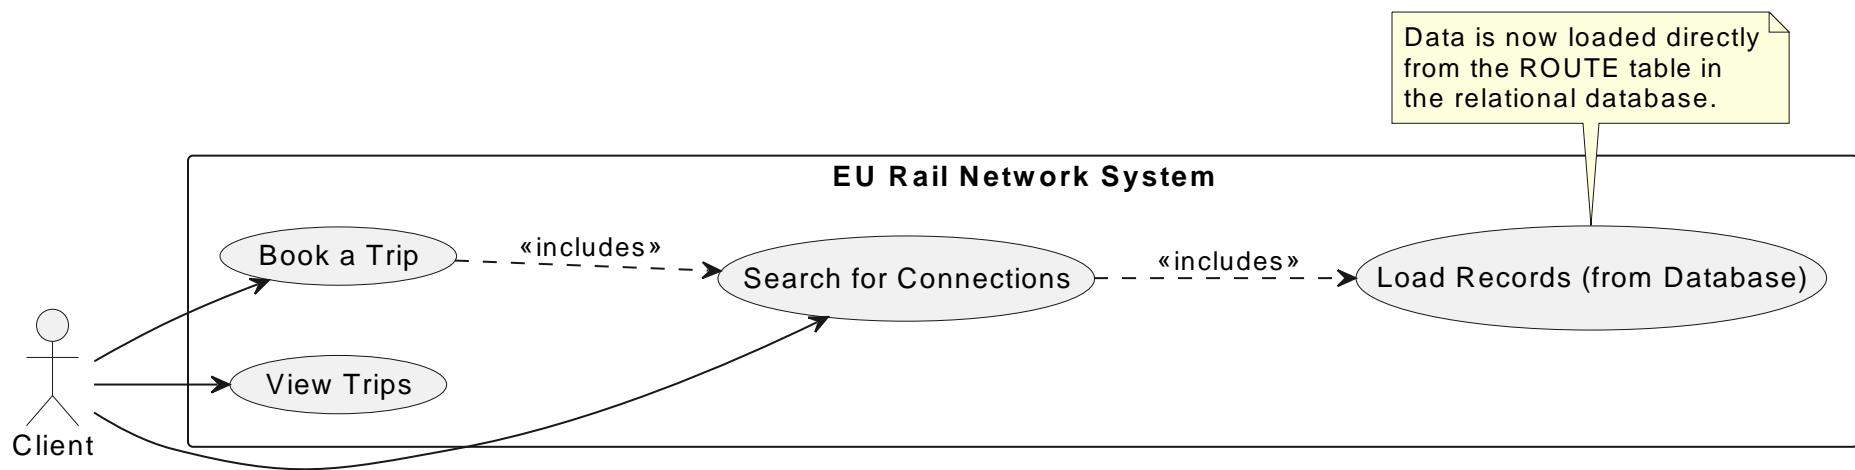 Data is now loaded directly
from the ROUTE table in
the relational database.
EU Rail Network System
Book a Trip
«includes»
Search for Connections
«includes»
Load Records (from Database)
View Trips
Client